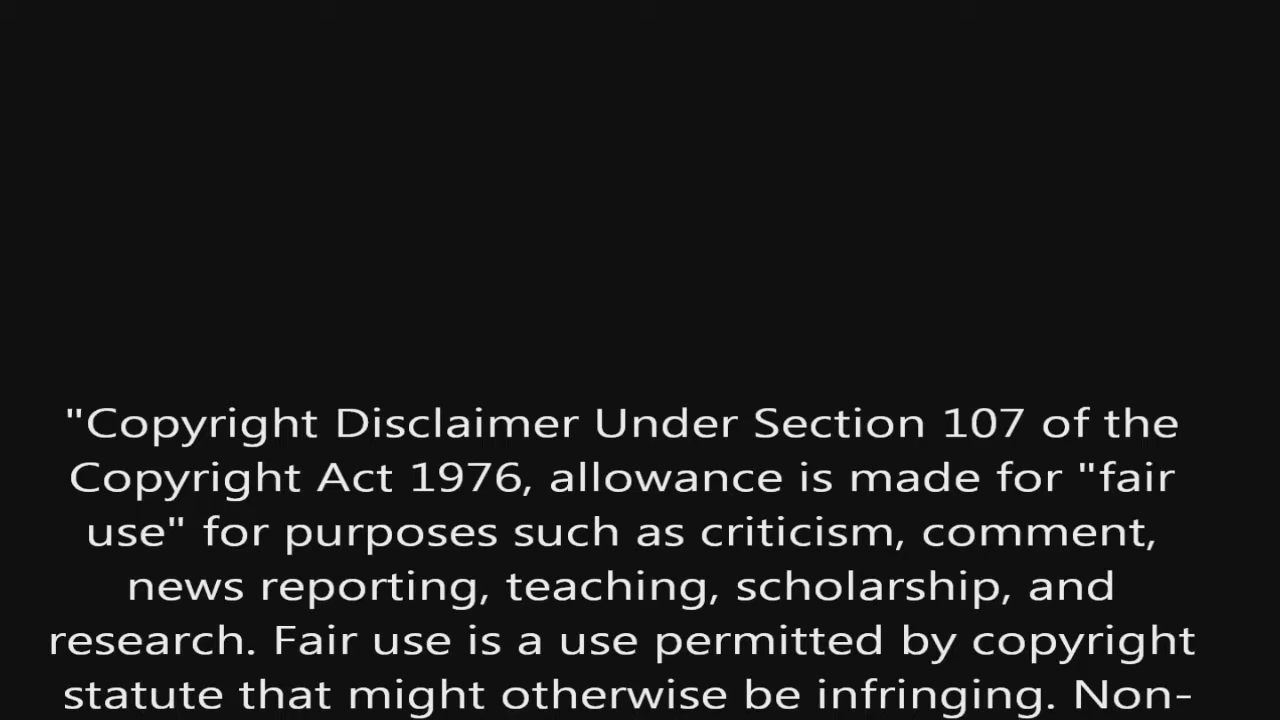 "Copyright Disclaimer Under Section 107 of the
Copyright Act 1976, allowance is made for "fair
use" for purposes such as criticism, comment,
news reporting, teaching, scholarship, and
research. Fair use is a use permitted by copyright
statute that might otherwise be infringing. Non-